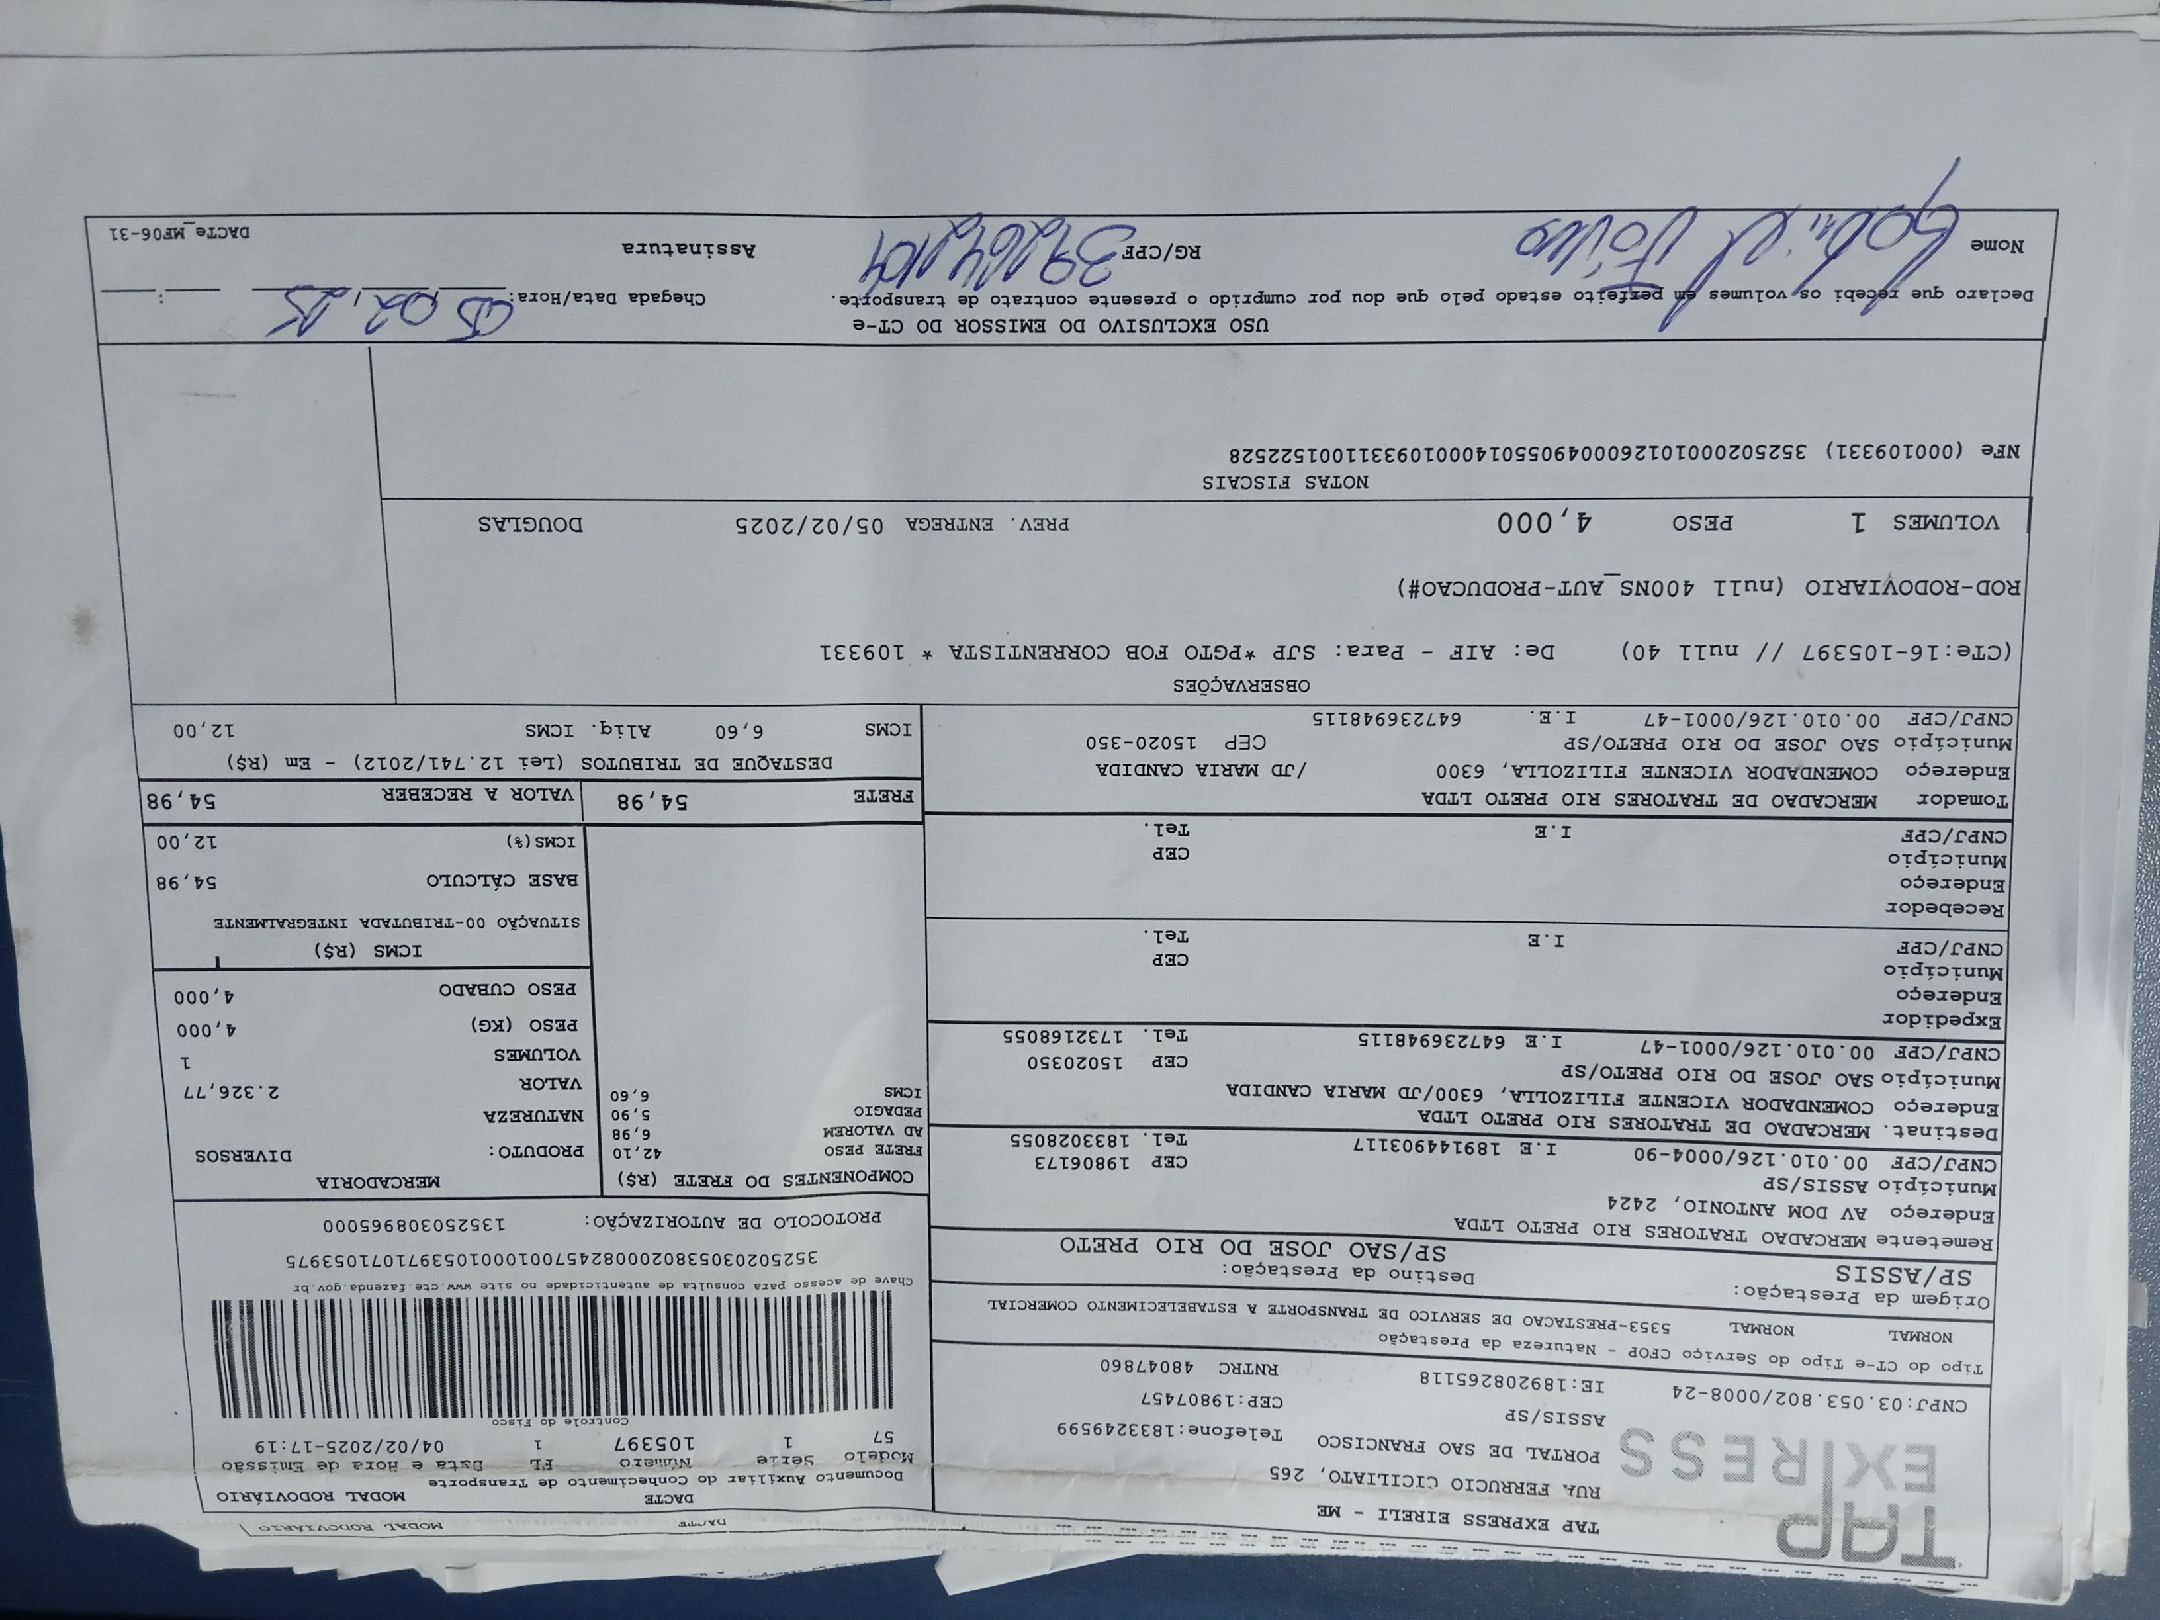 DACTE MODAL RODOVIÁRIO
TAP EXPRESS
TAP EXPRESS EIRELI - ME
RUA FERRUCIO CICILIATO, 265
PORTAL DE SAO FRANCISCO Telefone:1833249599
ASSIS/SP CEP:19807457
CNPJ:03.053.802/0008-24 IE:189208265118 RNTRC 48047860
DACTE MODAL RODOVIÁRIO
Documento Auxiliar do Conhecimento de Transporte
Modelo Serie Número FL Data e Hora de Emissão
57 1 105397 1 04/02/2025-17:19
Controle do Fisco
Chave de acesso para consulta de autenticidade no site www.cte.fazenda.gov.br
35250203053802000824570010001053971071053975
PROTOCOLO DE AUTORIZAÇÃO: 135250308965000
Tipo do CT-e Tipo do Serviço CFOP - Natureza da Prestação
NORMAL NORMAL 5353-PRESTACAO DE SERVICO DE TRANSPORTE A ESTABELECIMENTO COMERCIAL
Origem da Prestação: Destino da Prestação:
SP/ASSIS SP/SAO JOSE DO RIO PRETO
Remetente MERCADAO TRATORES RIO PRETO LTDA
Endereço AV DOM ANTONIO, 2424
Município ASSIS/SP CEP 19806173
CNPJ/CPF 00.010.126/0004-90 I.E 189144903117 Tel. 1833028055
Destinat. MERCADAO DE TRATORES RIO PRETO LTDA
Endereço COMENDADOR VICENTE FILIZOLLA, 6300/JD MARIA CANDIDA
Município SAO JOSE DO RIO PRETO/SP CEP 15020350
CNPJ/CPF 00.010.126/0001-47 I.E 647236948115 Tel. 1732168055
Expedidor
Endereço
Município CEP
CNPJ/CPF I.E Tel.
Recebedor
Endereço
Município CEP
CNPJ/CPF I.E Tel.
Tomador MERCADAO DE TRATORES RIO PRETO LTDA
Endereço COMENDADOR VICENTE FILIZOLLA, 6300 /JD MARIA CANDIDA
Município SAO JOSE DO RIO PRETO/SP CEP 15020-350
CNPJ/CPF 00.010.126/0001-47 I.E. 647236948115
COMPONENTES DO FRETE (R$)
FRETE PESO 42,10
AD VALOREM 6,98
PEDAGIO 5,90
ICMS 6,60
MERCADORIA
PRODUTO: DIVERSOS
NATUREZA
VALOR 2.326,77
VOLUMES 1
PESO (KG) 4,000
PESO CUBADO 4,000
ICMS (R$)
SITUAÇÃO 00-TRIBUTADA INTEGRALMENTE
BASE CÁLCULO 54,98
ICMS(%) 12,00
FRETE 54,98 VALOR A RECEBER 54,98
DESTAQUE DE TRIBUTOS (Lei 12.741/2012) - Em (R$)
ICMS 6,60 Aliq. ICMS 12,00
OBSERVAÇÕES
(CTe:16-105397 // null 40) De: AIF - Para: SJP *PGTO FOB CORRENTISTA * 109331
ROD-RODOVIARIO (null 400NS_AUT-PRODUCAO#)
VOLUMES 1 PESO 4,000 PREV. ENTREGA 05/02/2025 DOUGLAS
NOTAS FISCAIS
NFe (000109331) 35250200010126000490550140001093311001522528
USO EXCLUSIVO DO EMISSOR DO CT-e
Declaro que recebi os volumes em perfeito estado pelo que dou por cumprido o presente contrato de transporte. Chegada Data/Hora: 05,02,25 :
Nome Gabriel RG/CPF Assinatura
DACTe_MF06-31